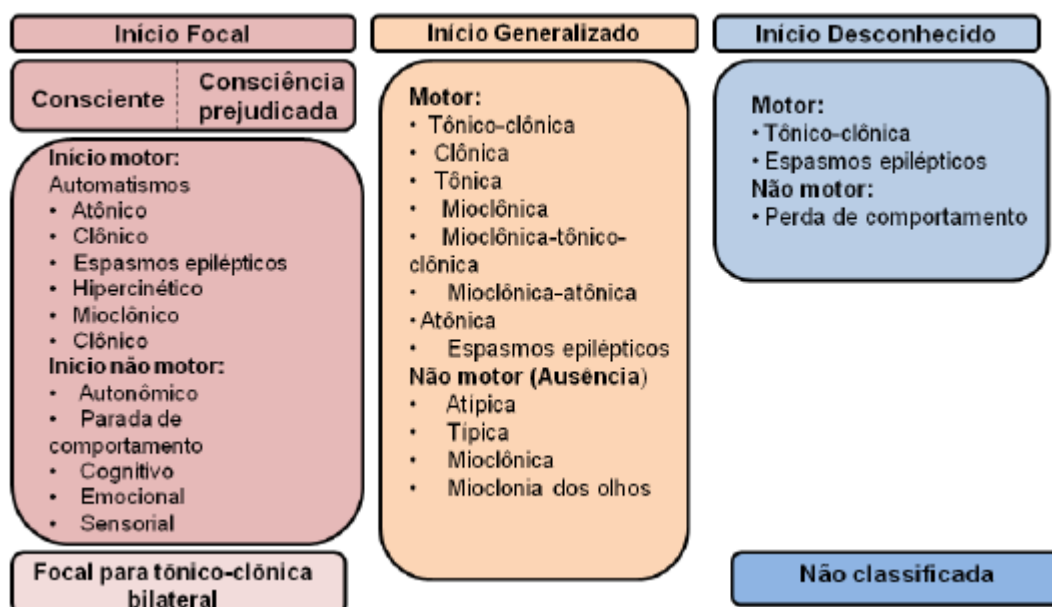 Início Focal
Consciente
Consciência
prejudicada
Início motor:
Automatismos
• Atônico
• Clônico
• Espasmos epilépticos
• Hipercinético
• Mioclônico
• Clônico
Inicio não motor:
• Autonômico
• Parada de
comportamento
• Cognitivo
• Emocional
• Sensorial
Focal para tônico-clônica
bilateral
Início Generalizado
Motor:
• Tônico-clônica
• Clônica
• Tônica
• Mioclônica
• Mioclônica-tônico-
clônica
• Mioclônica-atônica
•Atônica
• Espasmos epilépticos
Não motor (Ausência)
• Atípica
• Típica
• Mioclônica
• Mioclonia dos olhos
Início Desconhecido
Motor:
• Tônico-clônica
• Espasmos epilépticos
Não motor:
• Perda de comportamento
Não classificada